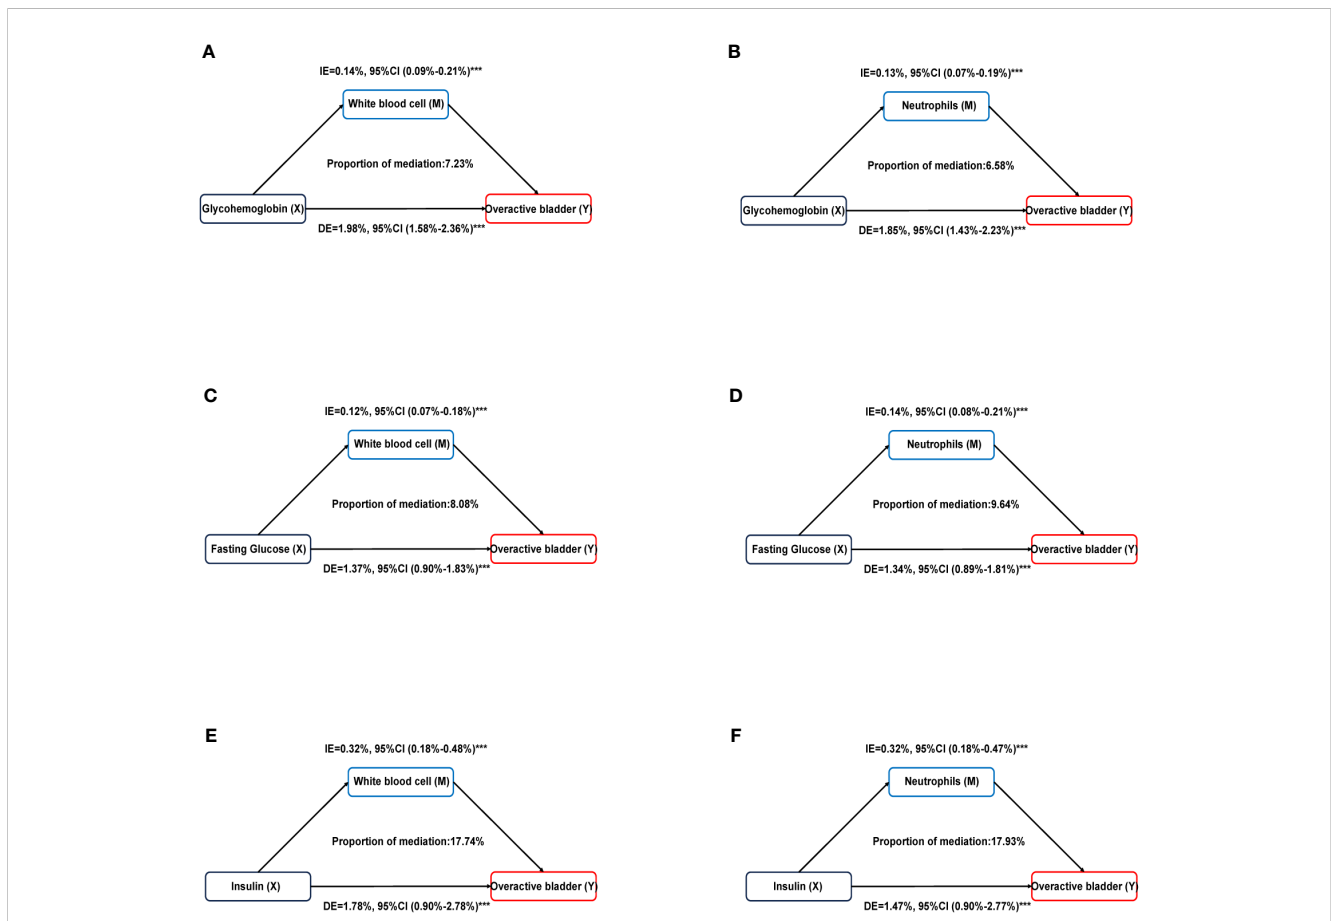 A
IE=0.14%, 95%CI (0.09%-0.21%)***
White blood cell (M)
Proportion of mediation:7.23%
Glycohemoglobin (X)
Overactive bladder (Y)
DE=1.98%, 95%CI (1.58%-2.36%)***
B
IE=0.13%, 95%CI (0.07%-0.19%)***
Neutrophils (M)
Proportion of mediation:6.58%
Glycohemoglobin (X)
Overactive bladder (Y)
DE=1.85%, 95%CI (1.43%-2.23%)***
C
IE=0.12%, 95%CI (0.07%-0.18%)***
White blood cell (M)
Proportion of mediation:8.08%
Fasting Glucose (X)
Overactive bladder (Y)
DE=1.37%, 95%CI (0.90%-1.83%)***
D
IE=0.14%, 95%CI (0.08%-0.21%)***
Neutrophils (M)
Proportion of mediation:9.64%
Fasting Glucose (X)
Overactive bladder (Y)
DE=1.34%, 95%CI (0.89%-1.81%)***
E
IE=0.32%, 95%CI (0.18%-0.48%)***
White blood cell (M)
Proportion of mediation:17.74%
Insulin (X)
Overactive bladder (Y)
DE=1.78%, 95%CI (0.90%-2.78%)***
F
IE=0.32%, 95%CI (0.18%-0.47%)***
Neutrophils (M)
Proportion of mediation:17.93%
Insulin (X)
Overactive bladder (Y)
DE=1.47%, 95%CI (0.90%-2.77%)***